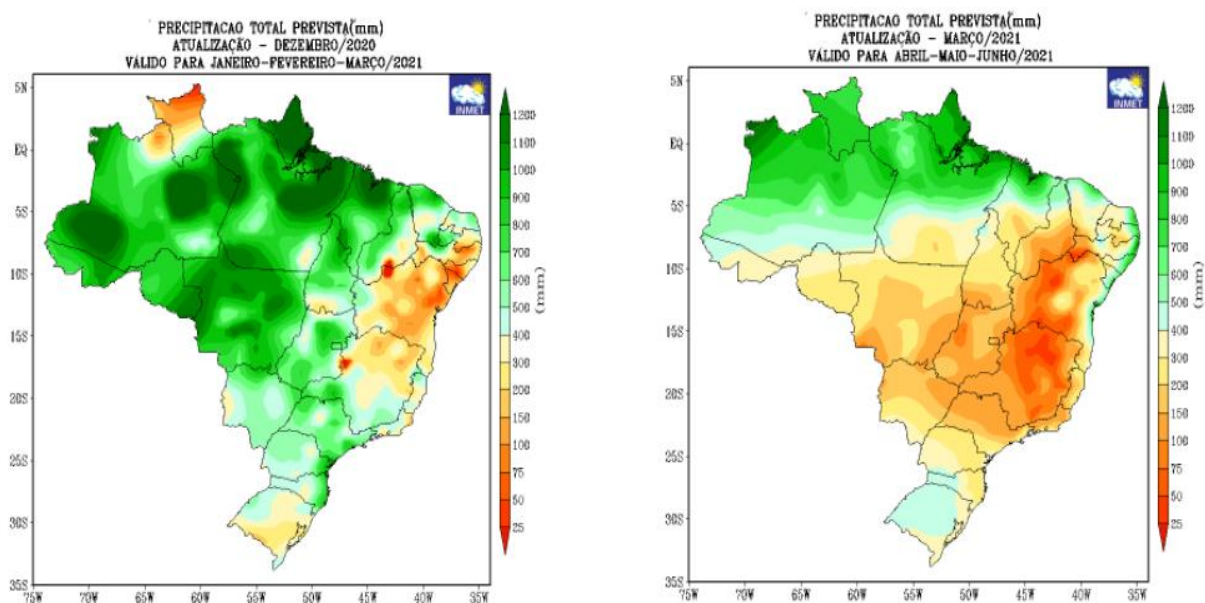 PRECIPITACAO TOTAL PREVISTA(mm)
ATUALIZAÇÃO - DEZEMBRO/2020
VÁLIDO PARA JANEIRO-FEVEREIRO-MARÇO/2021
INMET
5N
EQ
5S
10S
15S
20S
25S
30S
35S
75W 70W 65W 60W 55W 50W 45W 40W 35W
1200
1100
1000
900
800
700
600
500
400
300
200
150
100
75
50
25
(mm)
PRECIPITACAO TOTAL PREVISTA(mm)
ATUALIZAÇÃO - MARÇO/2021
VÁLIDO PARA ABRIL-MAIO-JUNHO/2021
INMET
5N
EQ
5S
10S
15S
20S
25S
30S
35S
75W 70W 65W 60W 55W 50W 45W 40W 35W
1200
1100
1000
900
800
700
600
500
400
300
200
150
100
75
50
25
(mm)